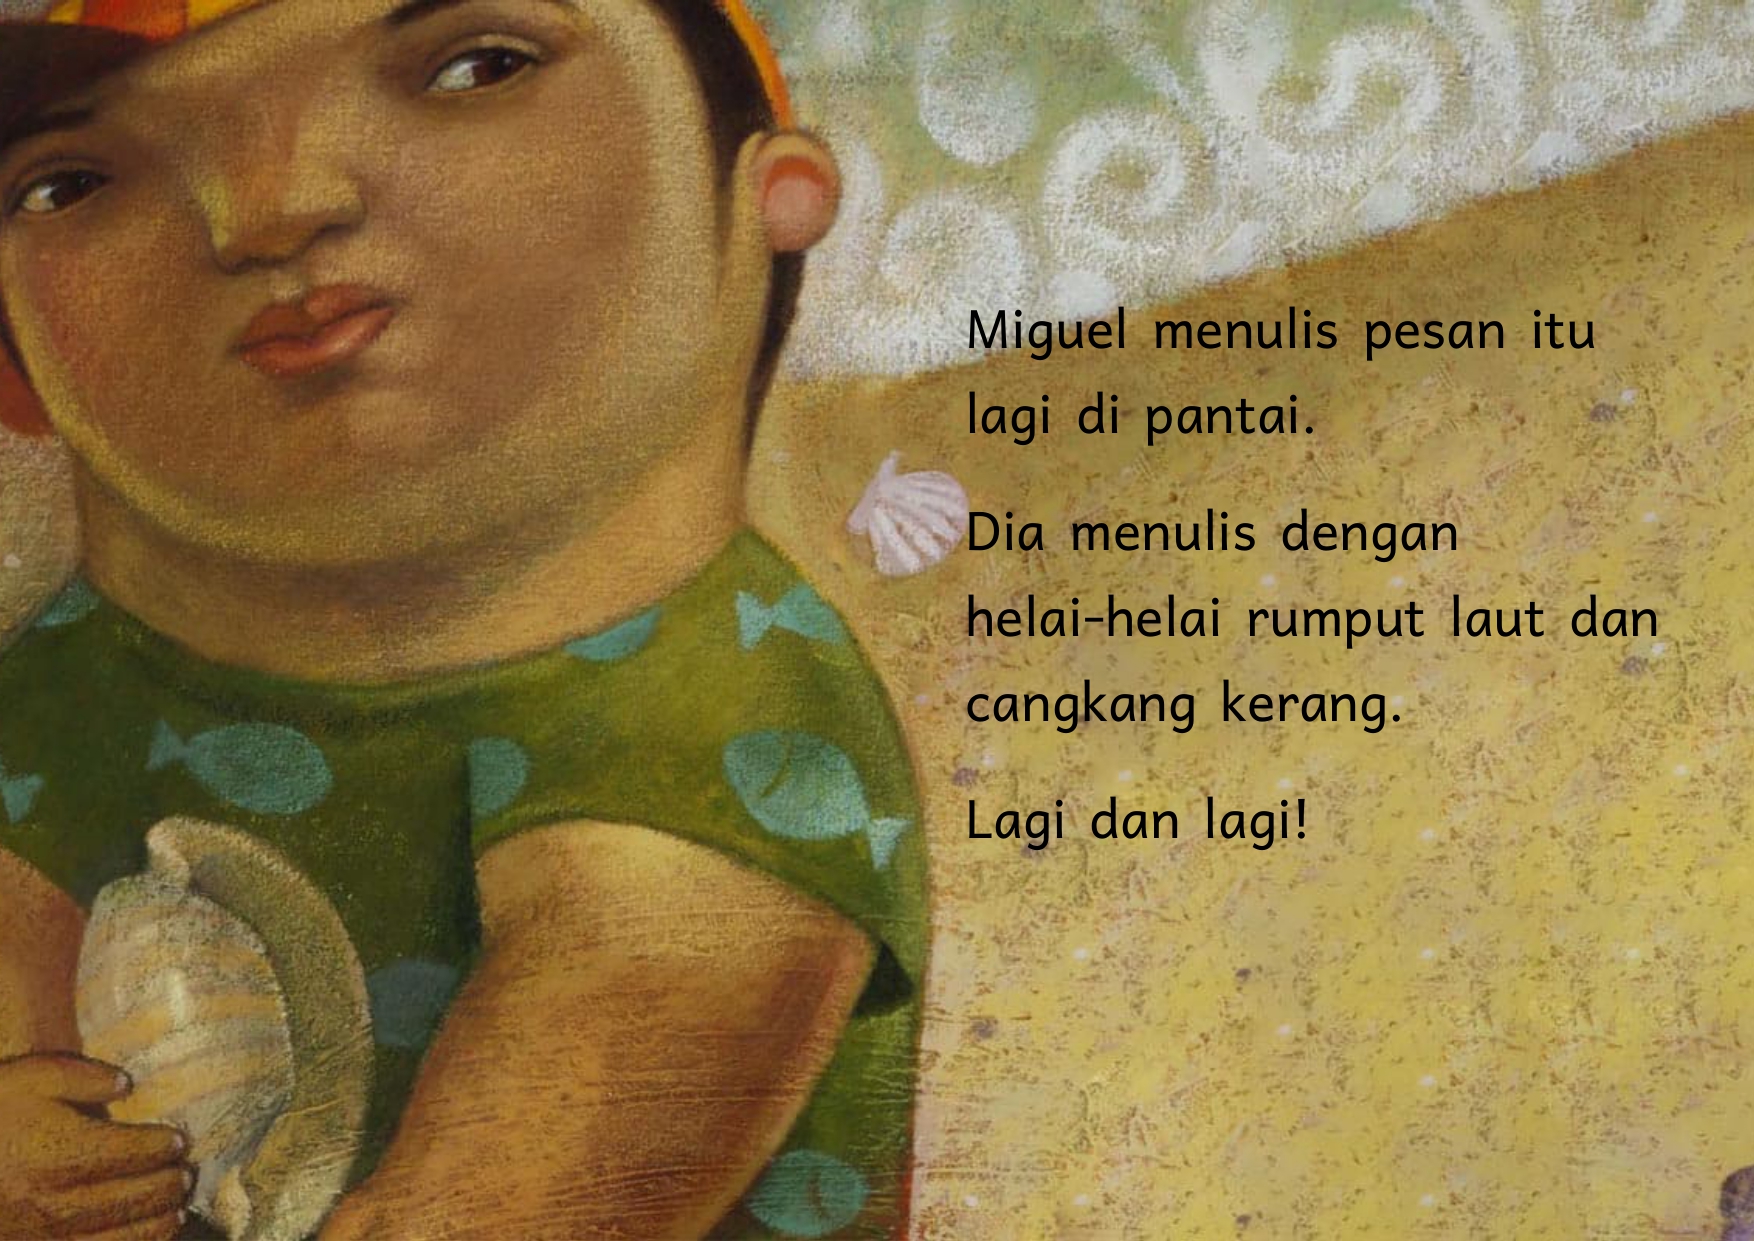 Miguel menulis pesan itu
lagi di pantai.
Dia menulis dengan
helai-helai rumput laut dan
cangkang kerang.
Lagi dan lagi!